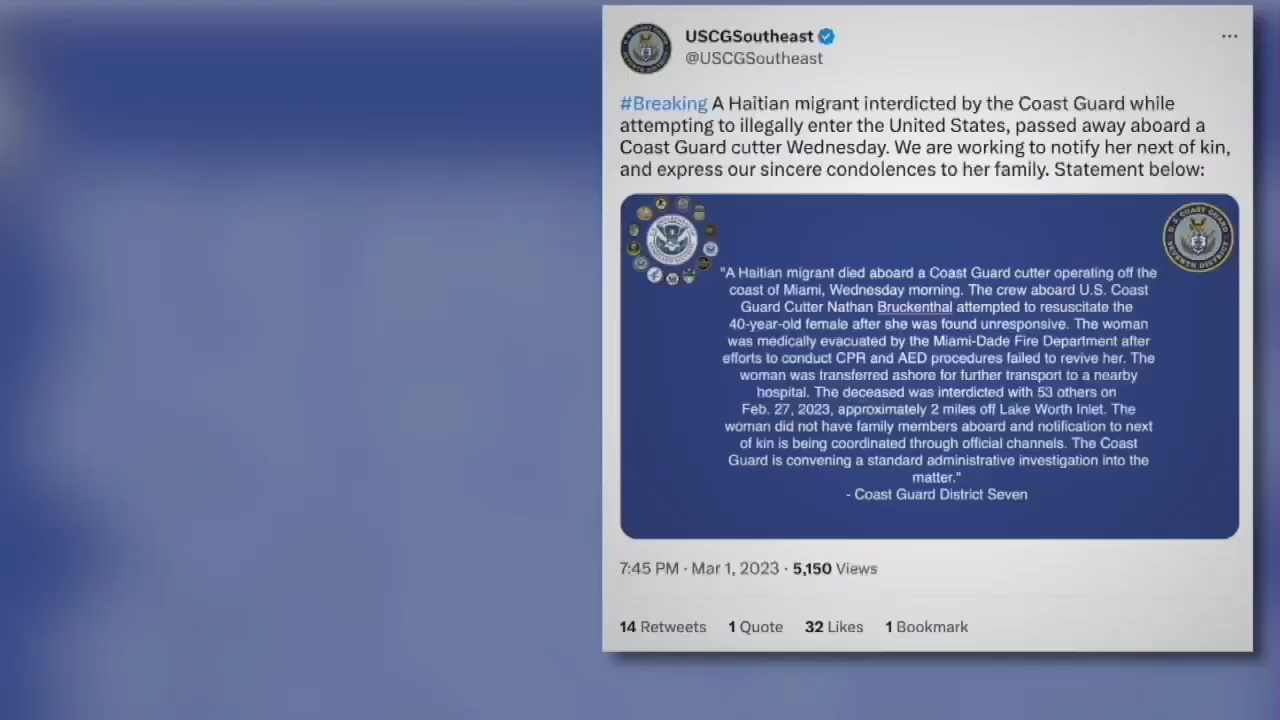 USCGSoutheast
@USCGSoutheast
#Breaking A Haitian migrant interdicted by the Coast Guard while
attempting to illegally enter the United States, passed away aboard a
Coast Guard cutter Wednesday. We are working to notify her next of kin,
and express our sincere condolences to her family. Statement below:
"A Haitian migrant died aboard a Coast Guard cutter operating off the
coast of Miami, Wednesday morning. The crew aboard U.S. Coast
Guard Cutter Nathan Bruckenthal attempted to resuscitate the
40-year-old female after she was found unresponsive. The woman
was medically evacuated by the Miami-Dade Fire Department after
efforts to conduct CPR and AED procedures failed to revive her. The
woman was transferred ashore for further transport to a nearby
hospital. The deceased was interdicted with 53 others on
Feb. 27, 2023, approximately 2 miles off Lake Worth Inlet. The
woman did not have family members aboard and notification to next
of kin is being coordinated through official channels. The Coast
Guard is convening a standard administrative investigation into the
matter."
- Coast Guard District Seven
U.S. COAST GUARD
SEVENTH DISTRICT
7:45 PM · Mar 1, 2023 · 5,150 Views
14 Retweets 1 Quote 32 Likes 1 Bookmark